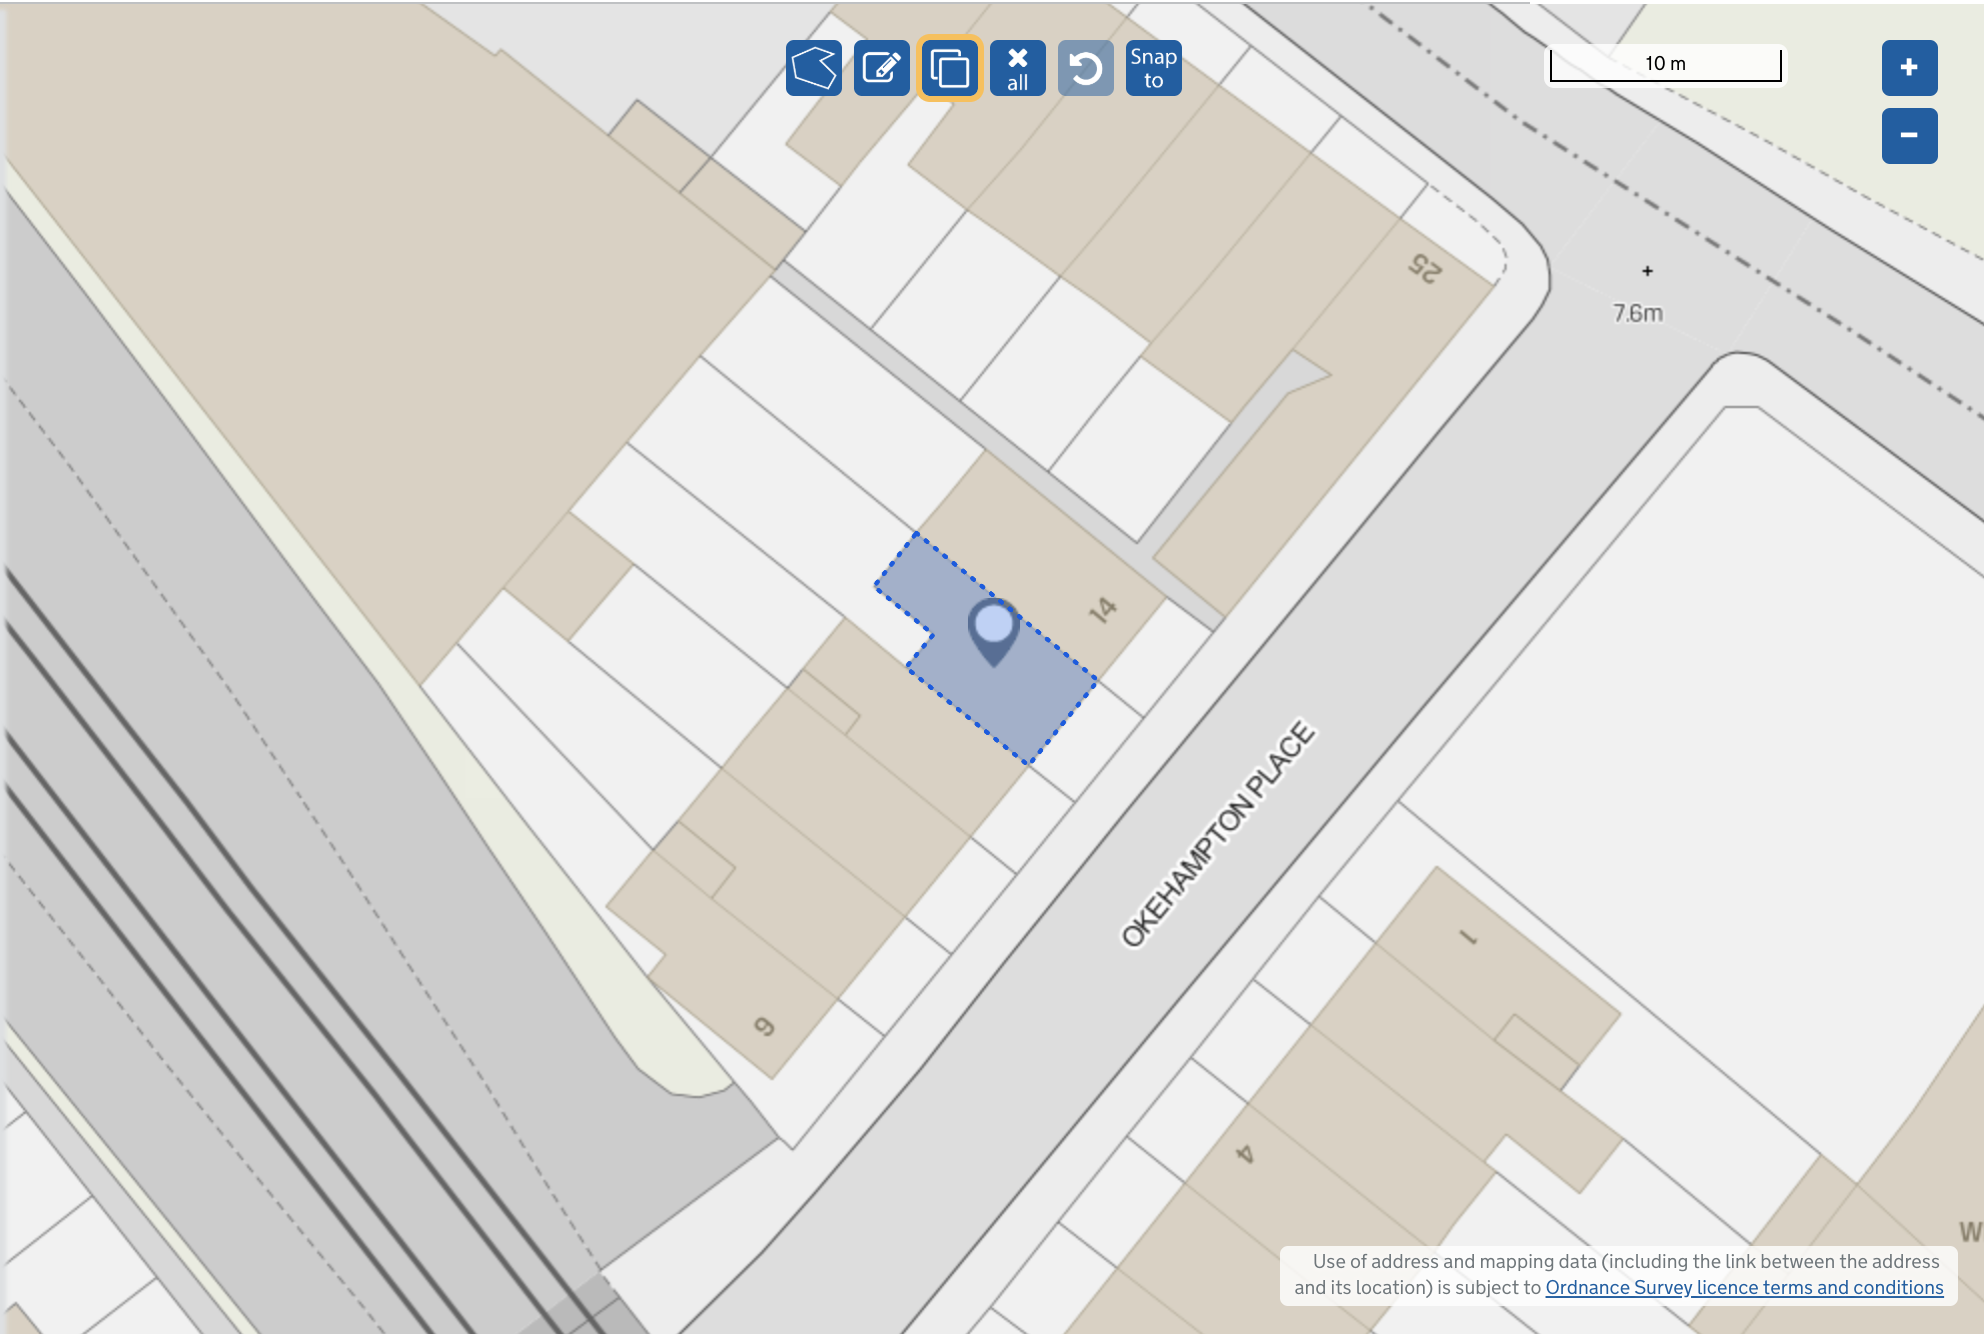 all
Snap
to
10 m
+
−
25
7.6m
14
OKEHAMPTON PLACE
1
9
4
W
Use of address and mapping data (including the link between the address
and its location) is subject to Ordnance Survey licence terms and conditions